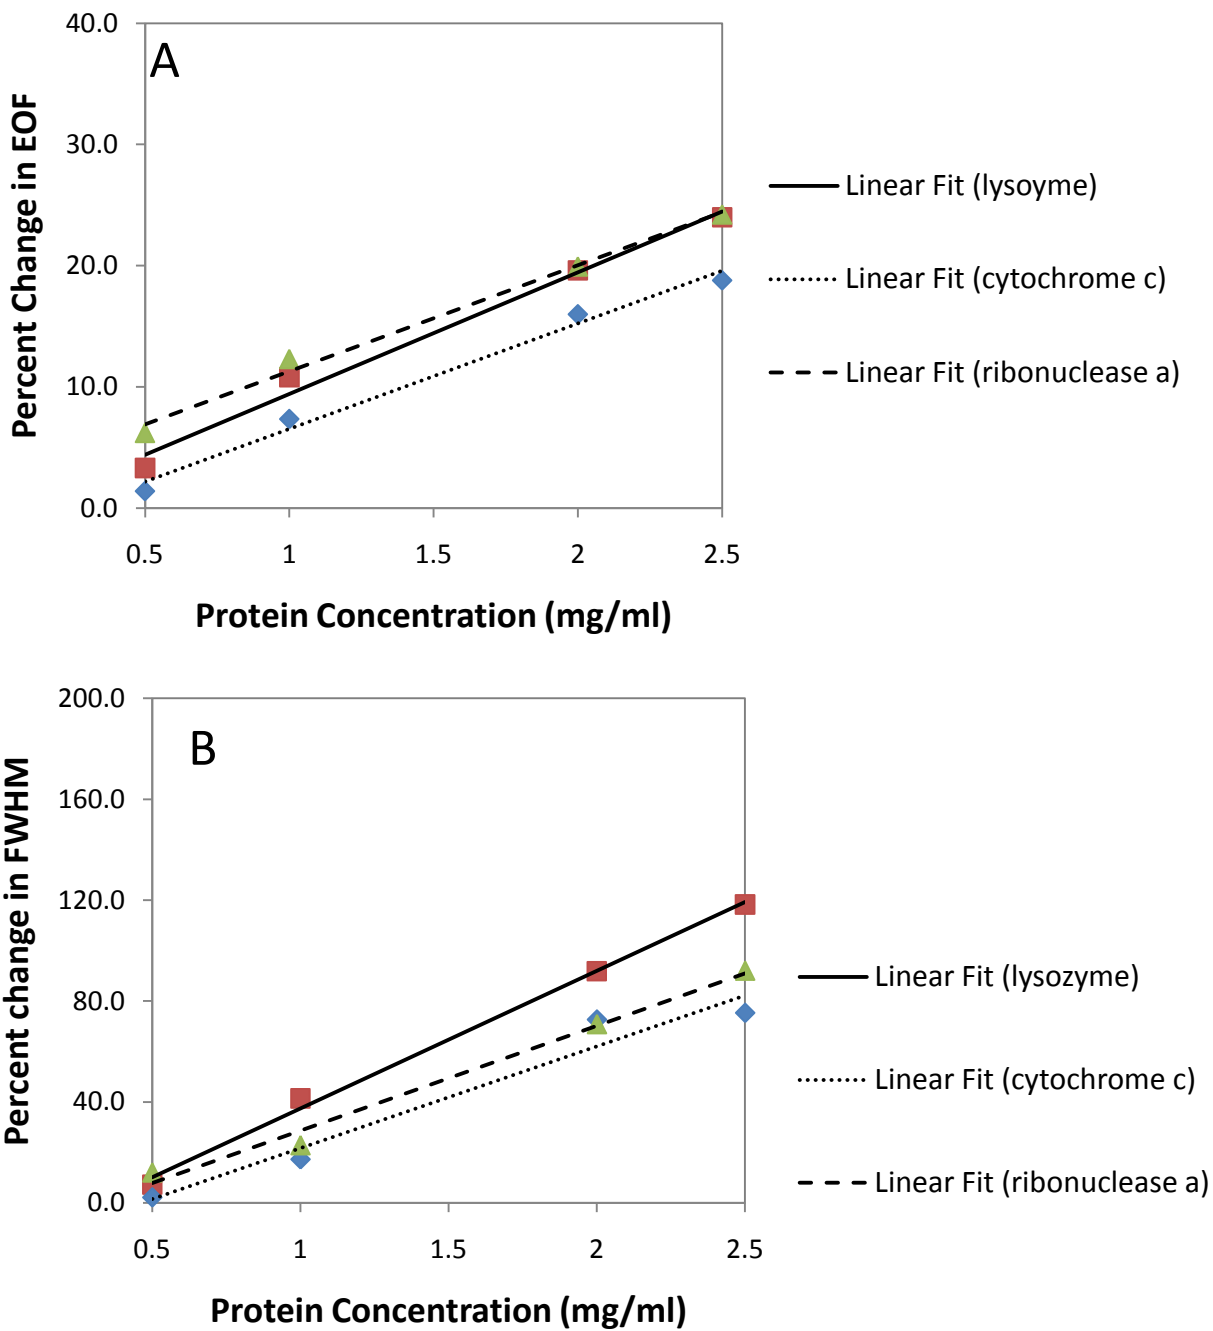 A
Percent Change in EOF
40.0
30.0
20.0
10.0
0.0
0.5 1 1.5 2 2.5
Protein Concentration (mg/ml)
Linear Fit (lysoyme)
Linear Fit (cytochrome c)
Linear Fit (ribonuclease a)
B
Percent change in FWHM
200.0
160.0
120.0
80.0
40.0
0.0
0.5 1 1.5 2 2.5
Protein Concentration (mg/ml)
Linear Fit (lysozyme)
Linear Fit (cytochrome c)
Linear Fit (ribonuclease a)